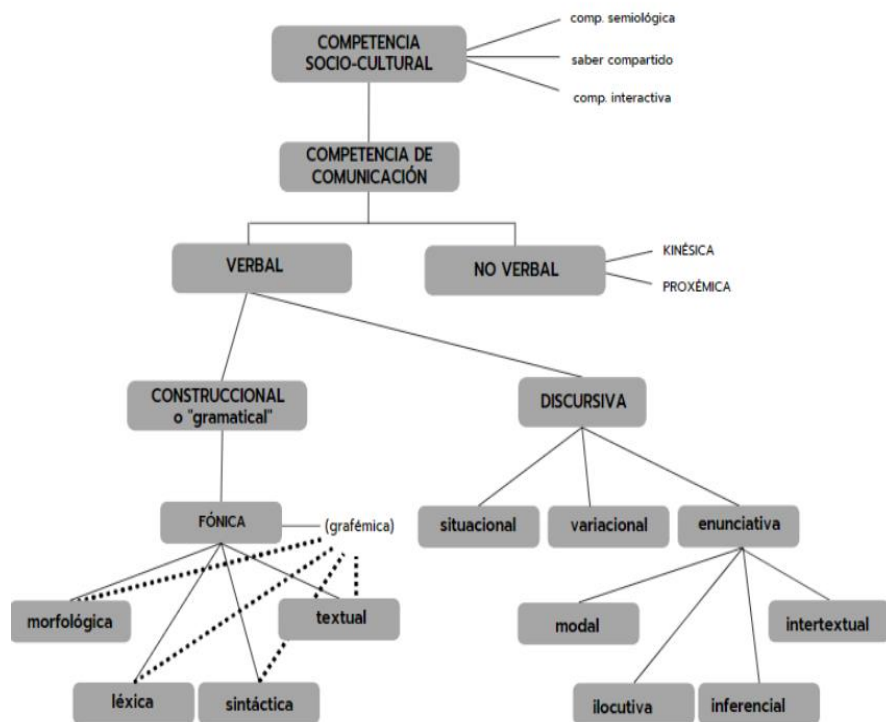 comp. semiológica
COMPETENCIA
SOCIO-CULTURAL
saber compartido
comp. interactiva
COMPETENCIA DE
COMUNICACIÓN
VERBAL
NO VERBAL
KINÉSICA
PROXÉMICA
CONSTRUCCIONAL
o "gramatical"
DISCURSIVA
FÓNICA
(grafémica)
situacional
variacional
enunciativa
morfológica
textual
modal
intertextual
léxica
sintáctica
ilocutiva
inferencial